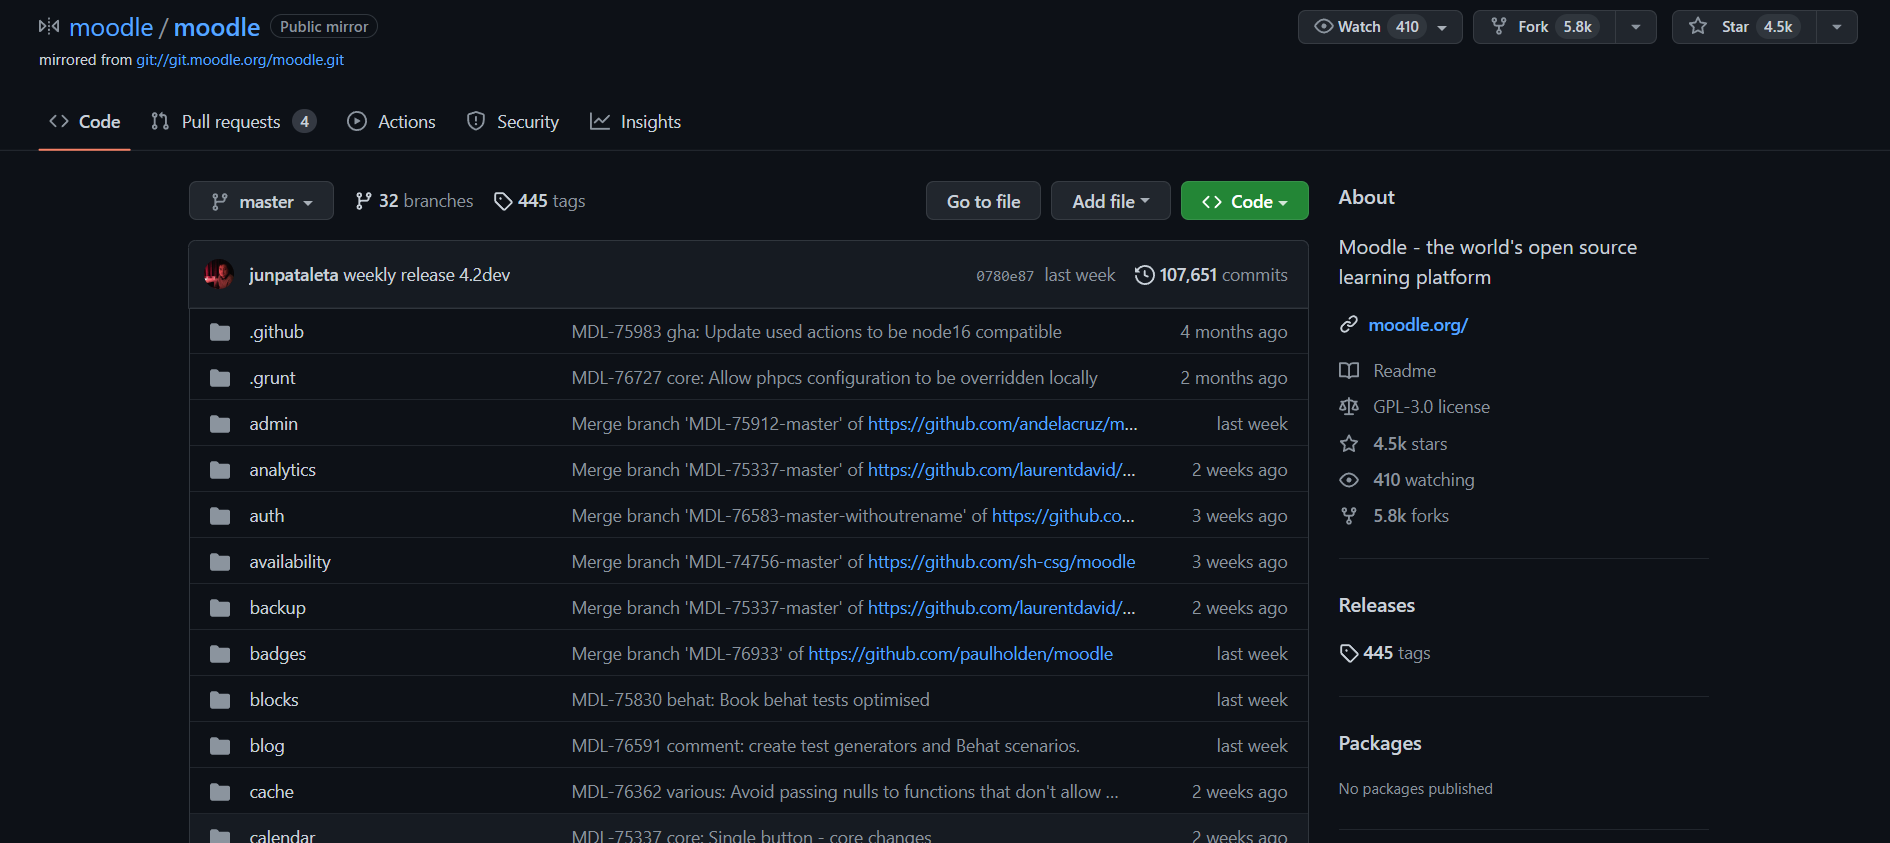 moodle / moodle Public mirror Watch 410 Fork 5.8k Star 4.5k
mirrored from git://git.moodle.org/moodle.git
Code Pull requests 4 Actions Security Insights
master 32 branches 445 tags Go to file Add file Code
junpataleta weekly release 4.2dev 0780e87 last week 107,651 commits
.github MDL-75983 gha: Update used actions to be node16 compatible 4 months ago
.grunt MDL-76727 core: Allow phpcs configuration to be overridden locally 2 months ago
admin Merge branch 'MDL-75912-master' of https://github.com/andelacruz/m... last week
analytics Merge branch 'MDL-75337-master' of https://github.com/laurentdavid/... 2 weeks ago
auth Merge branch 'MDL-76583-master-withoutrename' of https://github.co... 3 weeks ago
availability Merge branch 'MDL-74756-master' of https://github.com/sh-csg/moodle 3 weeks ago
backup Merge branch 'MDL-75337-master' of https://github.com/laurentdavid/... 2 weeks ago
badges Merge branch 'MDL-76933' of https://github.com/paulholden/moodle last week
blocks MDL-75830 behat: Book behat tests optimised last week
blog MDL-76591 comment: create test generators and Behat scenarios. last week
cache MDL-76362 various: Avoid passing nulls to functions that don't allow ... 2 weeks ago
calendar MDL-75337 core: Single button - core changes 2 weeks ago
About
Moodle - the world's open source
learning platform
moodle.org/
Readme
GPL-3.0 license
4.5k stars
410 watching
5.8k forks
Releases
445 tags
Packages
No packages published